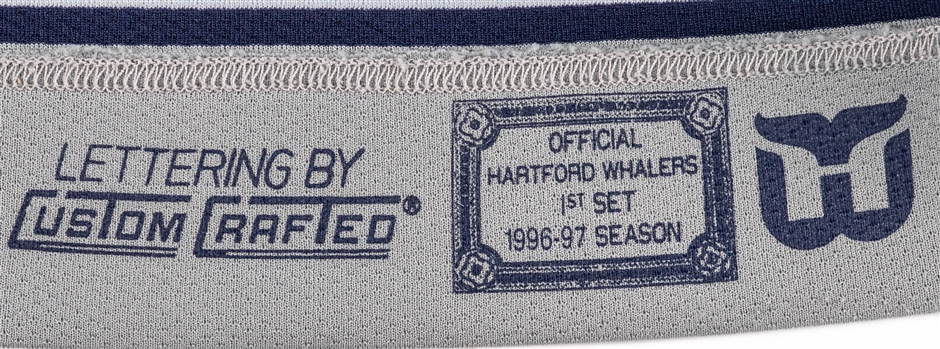 LETTERING BY
CUSTOM CRAFTED®
OFFICIAL
HARTFORD WHALERS
1ST SET
1996-97 SEASON